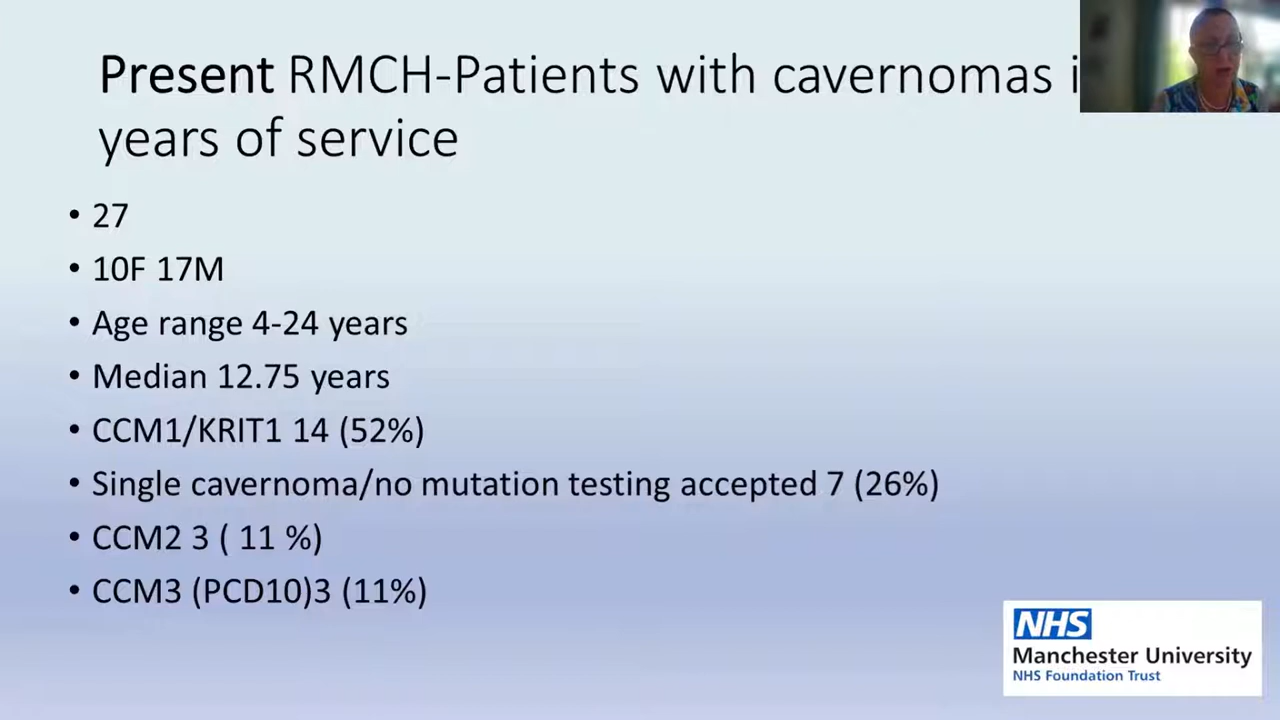 Present RMCH-Patients with cavernomas
years of service
• 27
• 10F 17M
• Age range 4-24 years
• Median 12.75 years
• CCM1/KRIT1 14 (52%)
• Single cavernoma/no mutation testing accepted 7 (26%)
• CCM2 3 ( 11 %)
• CCM3 (PCD10)3 (11%)
NHS
Manchester University
NHS Foundation Trust